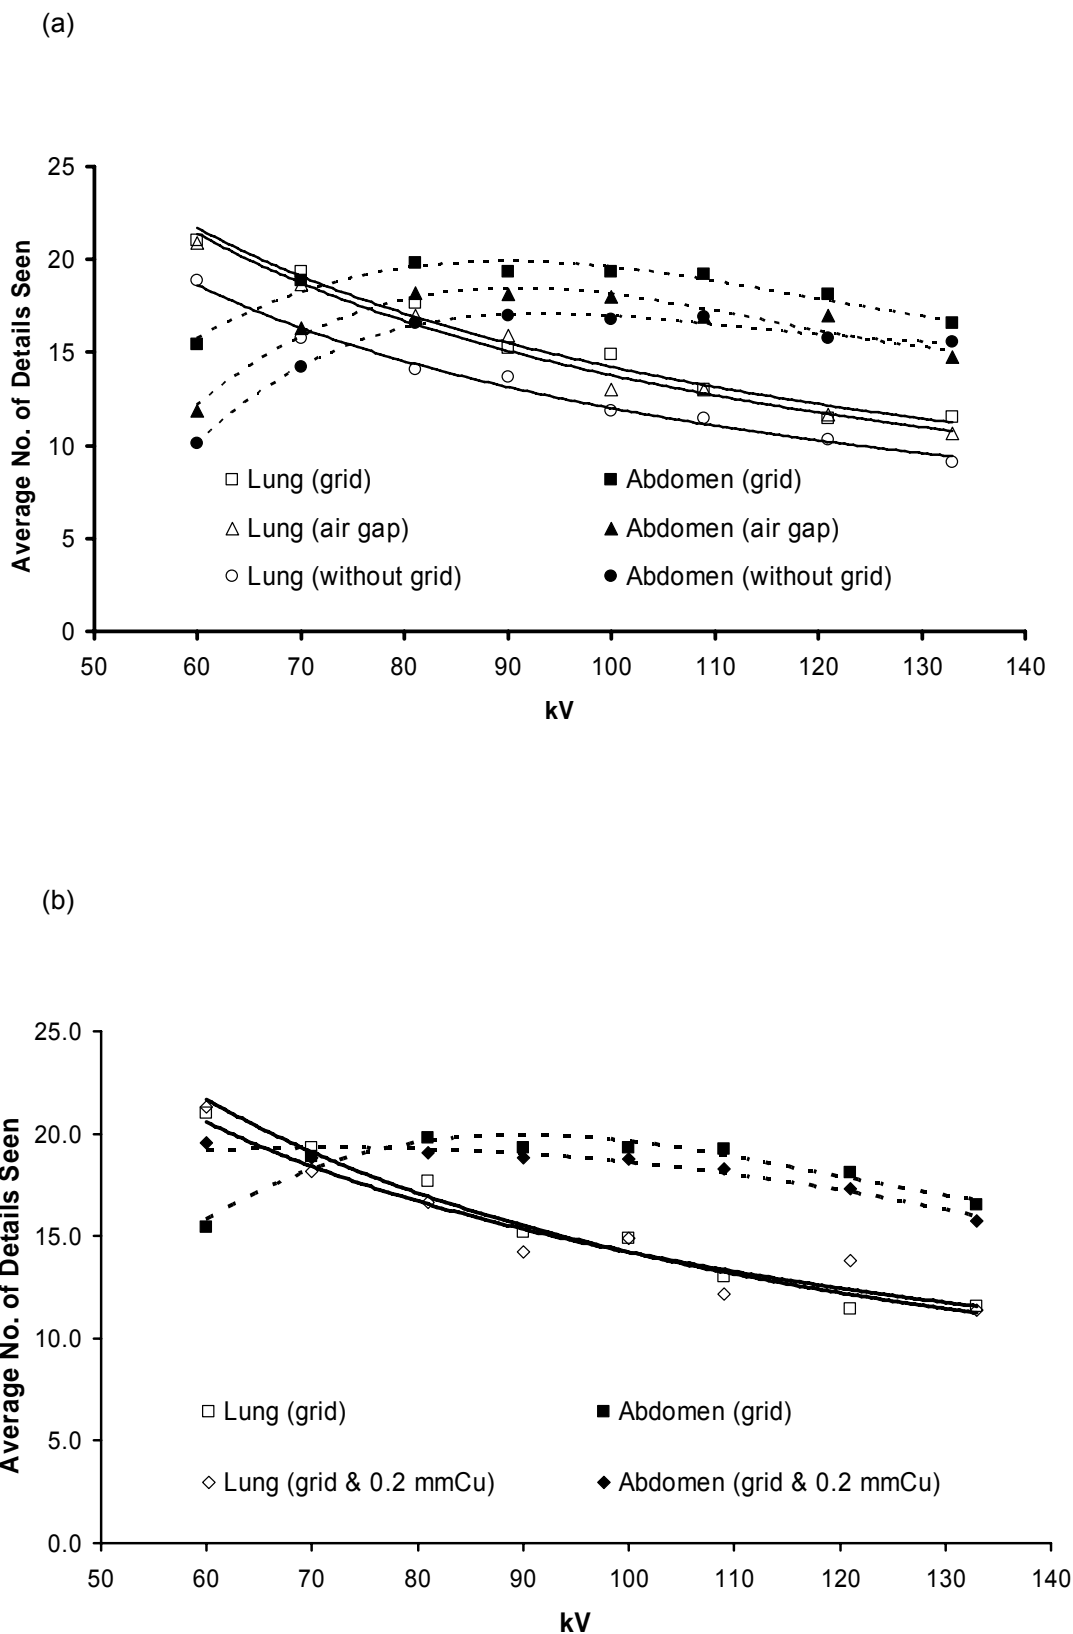 (a)
25
20
15
10
5
0
Average No. of Details Seen
Lung (grid)
Abdomen (grid)
Lung (air gap)
Abdomen (air gap)
Lung (without grid)
Abdomen (without grid)
50 60 70 80 90 100 110 120 130 140
kV
(b)
25.0
20.0
15.0
10.0
5.0
0.0
Average No. of Details Seen
Lung (grid)
Abdomen (grid)
Lung (grid & 0.2 mmCu)
Abdomen (grid & 0.2 mmCu)
50 60 70 80 90 100 110 120 130 140
kV